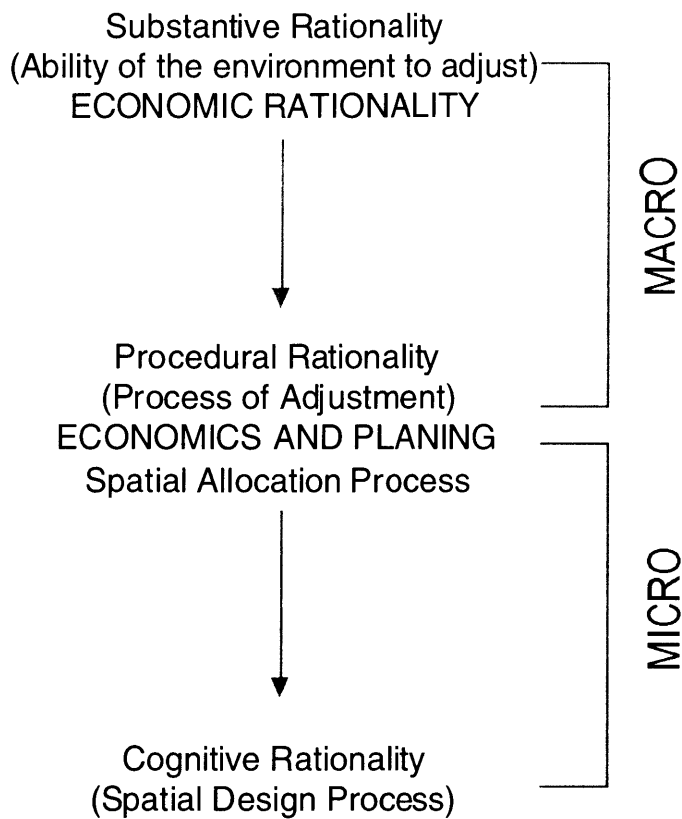 Substantive Rationality
(Ability of the environment to adjust)
ECONOMIC RATIONALITY
MACRO
Procedural Rationality
(Process of Adjustment)
ECONOMICS AND PLANING
Spatial Allocation Process
MICRO
Cognitive Rationality
(Spatial Design Process)